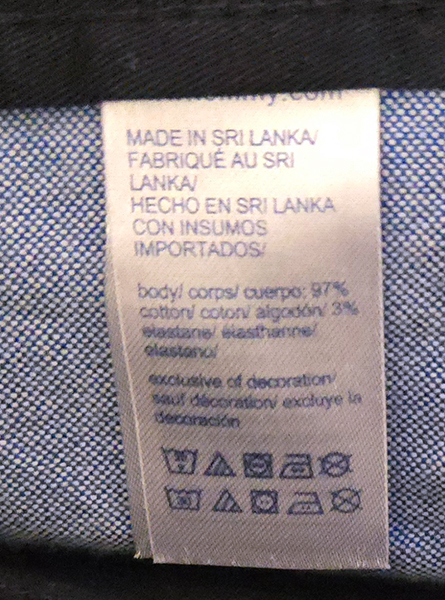 MADE IN SRI LANKA/
FABRIQUÉ AU SRI
LANKA/
HECHO EN SRI LANKA
CON INSUMOS
IMPORTADOS/
body/ corps/ cuerpo: 97%
cotton/ coton/ algodón/ 3%
elastane/ élasthanne/
elastano/
exclusive of decoration/
sauf décoration/ excluye la
decoración